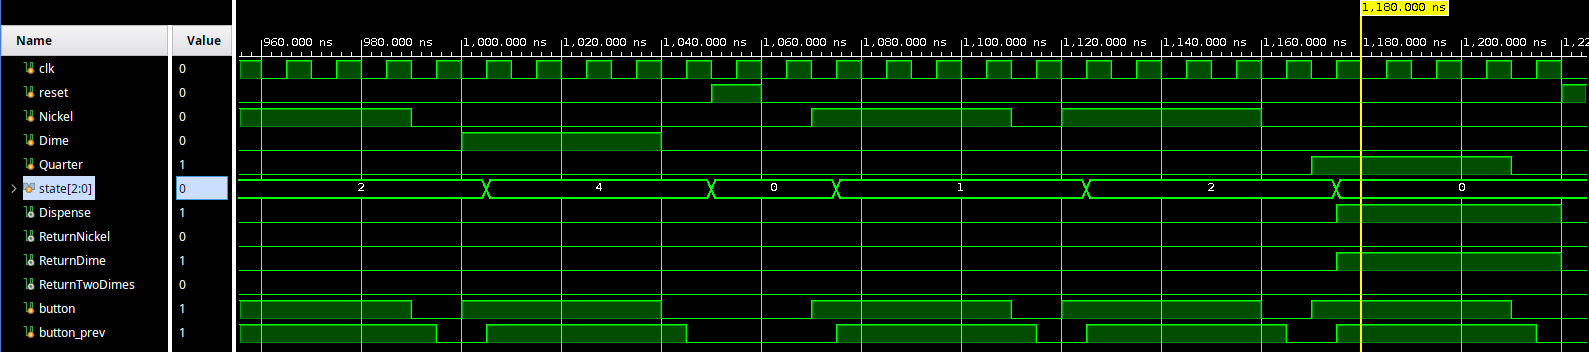 1,180.000 ns
Name Value
960.000 ns 980.000 ns 1,000.000 ns 1,020.000 ns 1,040.000 ns 1,060.000 ns 1,080.000 ns 1,100.000 ns 1,120.000 ns 1,140.000 ns 1,160.000 ns 1,180.000 ns 1,200.000 ns 1,22
clk 0
reset 0
Nickel 0
Dime 0
Quarter 1
state[2:0] 0 2 4 0 1 2 0
Dispense 1
ReturnNickel 0
ReturnDime 1
ReturnTwoDimes 0
button 1
button_prev 1